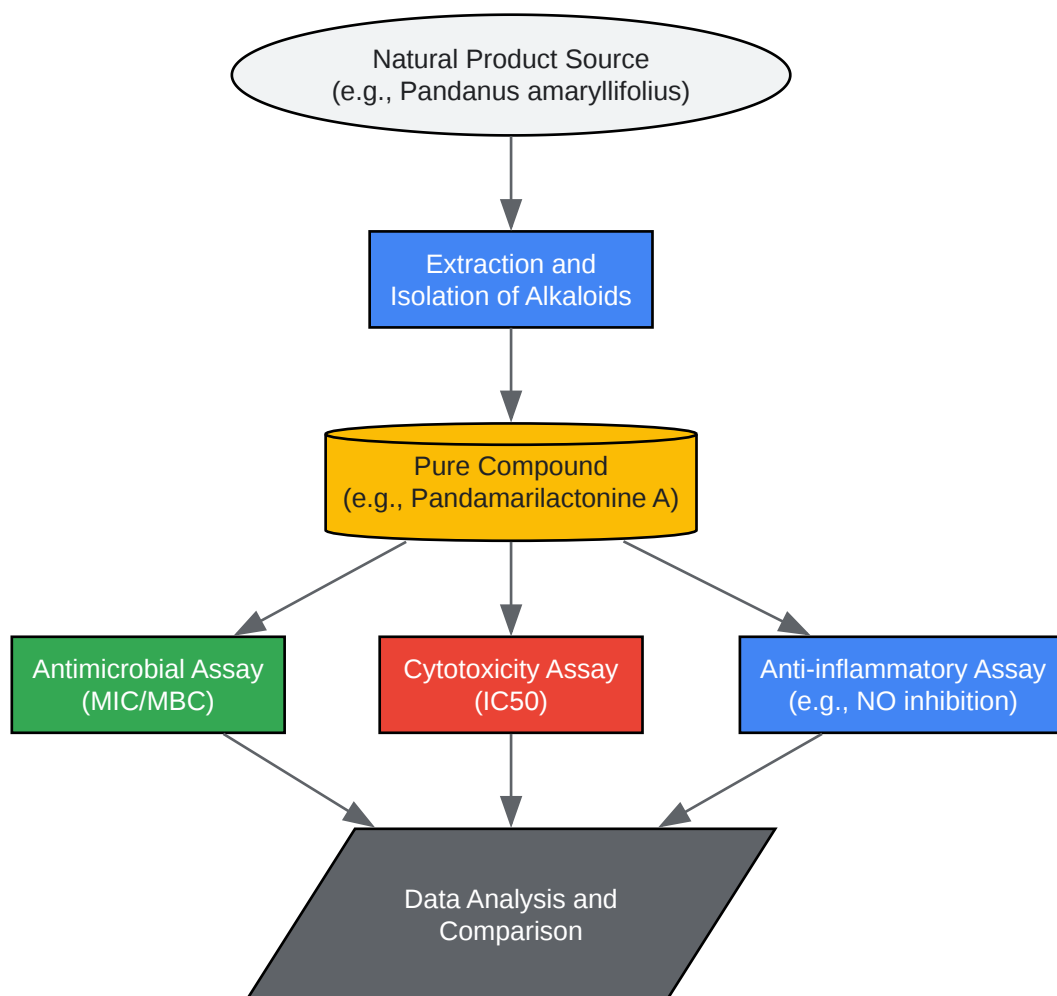 Natural Product Source
(e.g., Pandanus amaryllifolius)
Extraction and
Isolation of Alkaloids
Pure Compound
(e.g., Pandamarilactonine A)
Antimicrobial Assay
(MIC/MBC)
Cytotoxicity Assay
(IC50)
Anti-inflammatory Assay
(e.g., NO inhibition)
Data Analysis and
Comparison